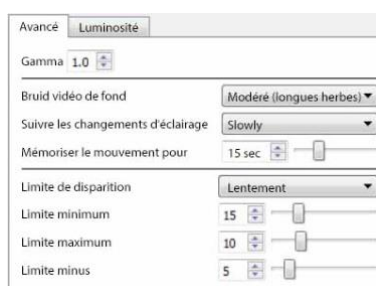 Avancé Luminosité
Gamma 1.0
Bruid vidéo de fond Modéré (longues herbes)
Suivre les changements d'éclairage Slowly
Mémoriser le mouvement pour 15 sec
Limite de disparition Lentement
Limite minimum 15
Limite maximum 10
Limite minus 5